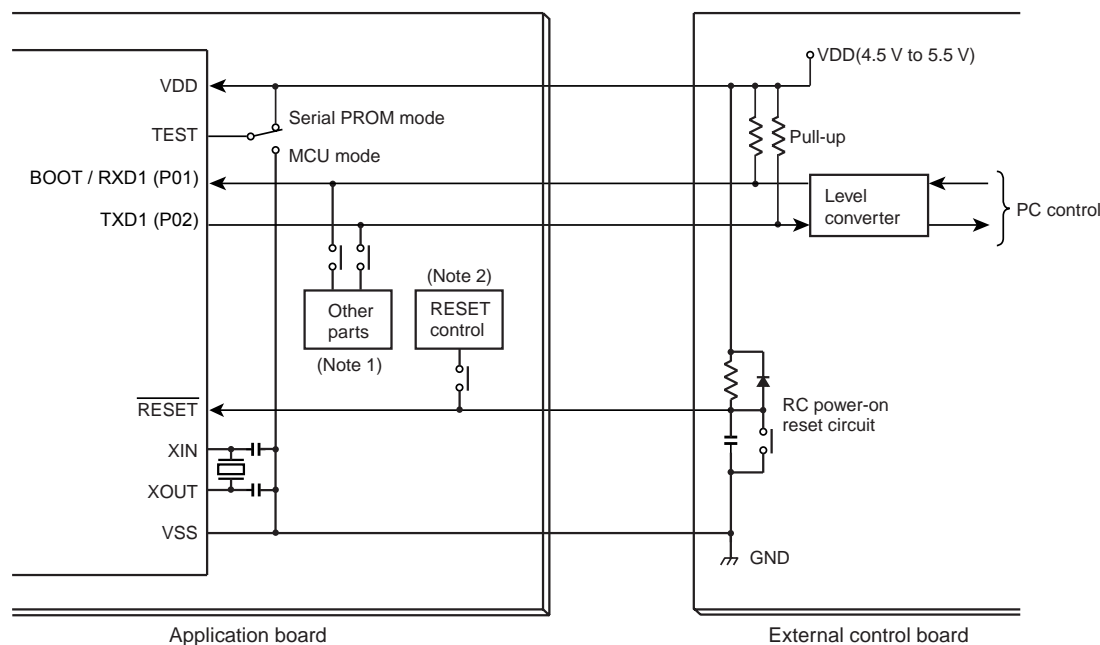 VDD(4.5 V to 5.5 V)
VDD
Serial PROM mode
TEST
Pull-up
MCU mode
BOOT / RXD1 (P01)
Level
converter
PC control
TXD1 (P02)
(Note 2)
Other
parts
RESET
control
(Note 1)
RESET
RC power-on
reset circuit
XIN
XOUT
VSS
GND
Application board
External control board